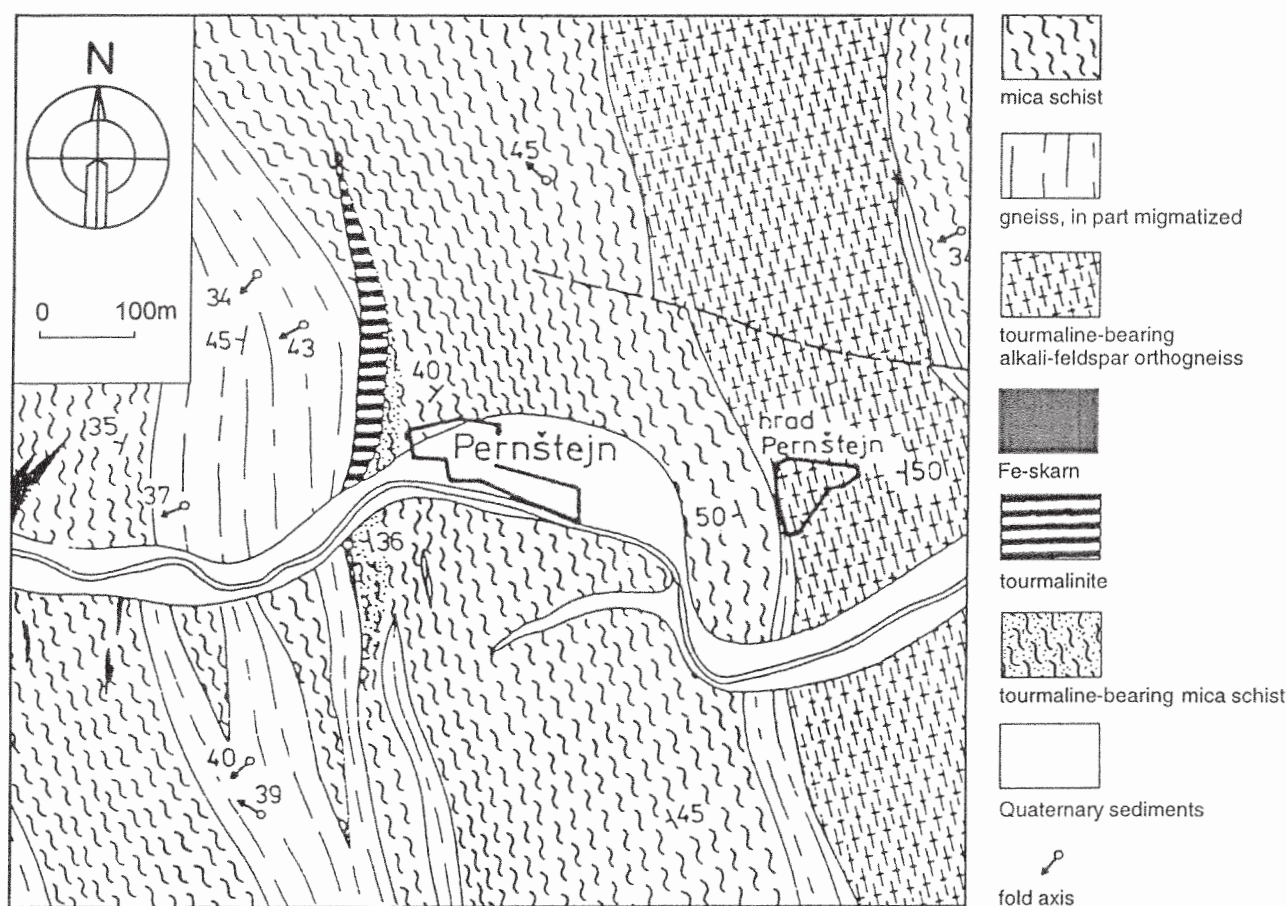 N
0 100m
45
34
34
45
43
40
35
37
Pernštejn
hrad
Pernštejn
50
50
36
40
39
45
mica schist
gneiss, in part migmatized
tourmaline-bearing
alkali-feldspar orthogneiss
Fe-skarn
tourmalinite
tourmaline-bearing mica schist
Quaternary sediments
fold axis